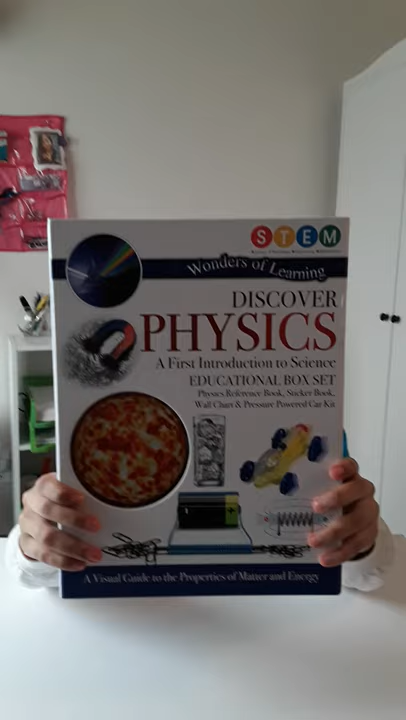 STEM
Wonders of Learning
DISCOVER
PHYSICS
A First Introduction to Science
EDUCATIONAL BOX SET
Physics Reference Book, Sticker Book,
Wall Chart & Pressure Powered Car Kit
A Visual Guide to the Properties of Matter and Energy